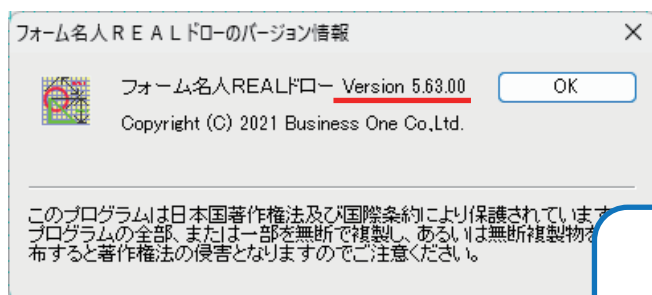 フォーム名人ＲＥＡＬドローのバージョン情報
フォーム名人REALドロー Version 5.63.00
OK
Copyright (C) 2021 Business One Co.,Ltd.
このプログラムは日本国著作権法及び国際条約により保護されています
プログラムの全部、または一部を無断で複製し、あるいは無断複製物を
布すると著作権法の侵害となりますのでご注意ください。